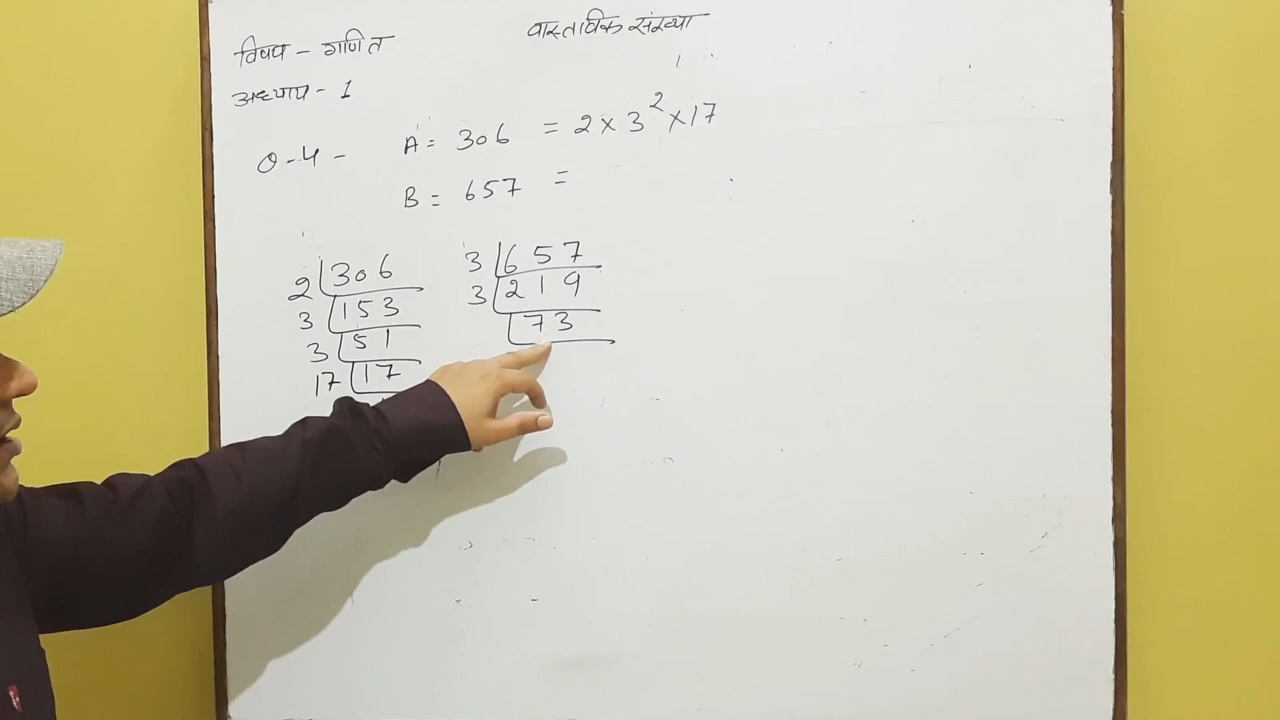 वास्तविक संख्या
विषय - गणित
अध्याय - 1
Q-4- A = 306 = 2 × 3² × 17
B = 657 =
2 | 306
3 | 153
3 | 51
17 | 17
3 | 657
3 | 219
73